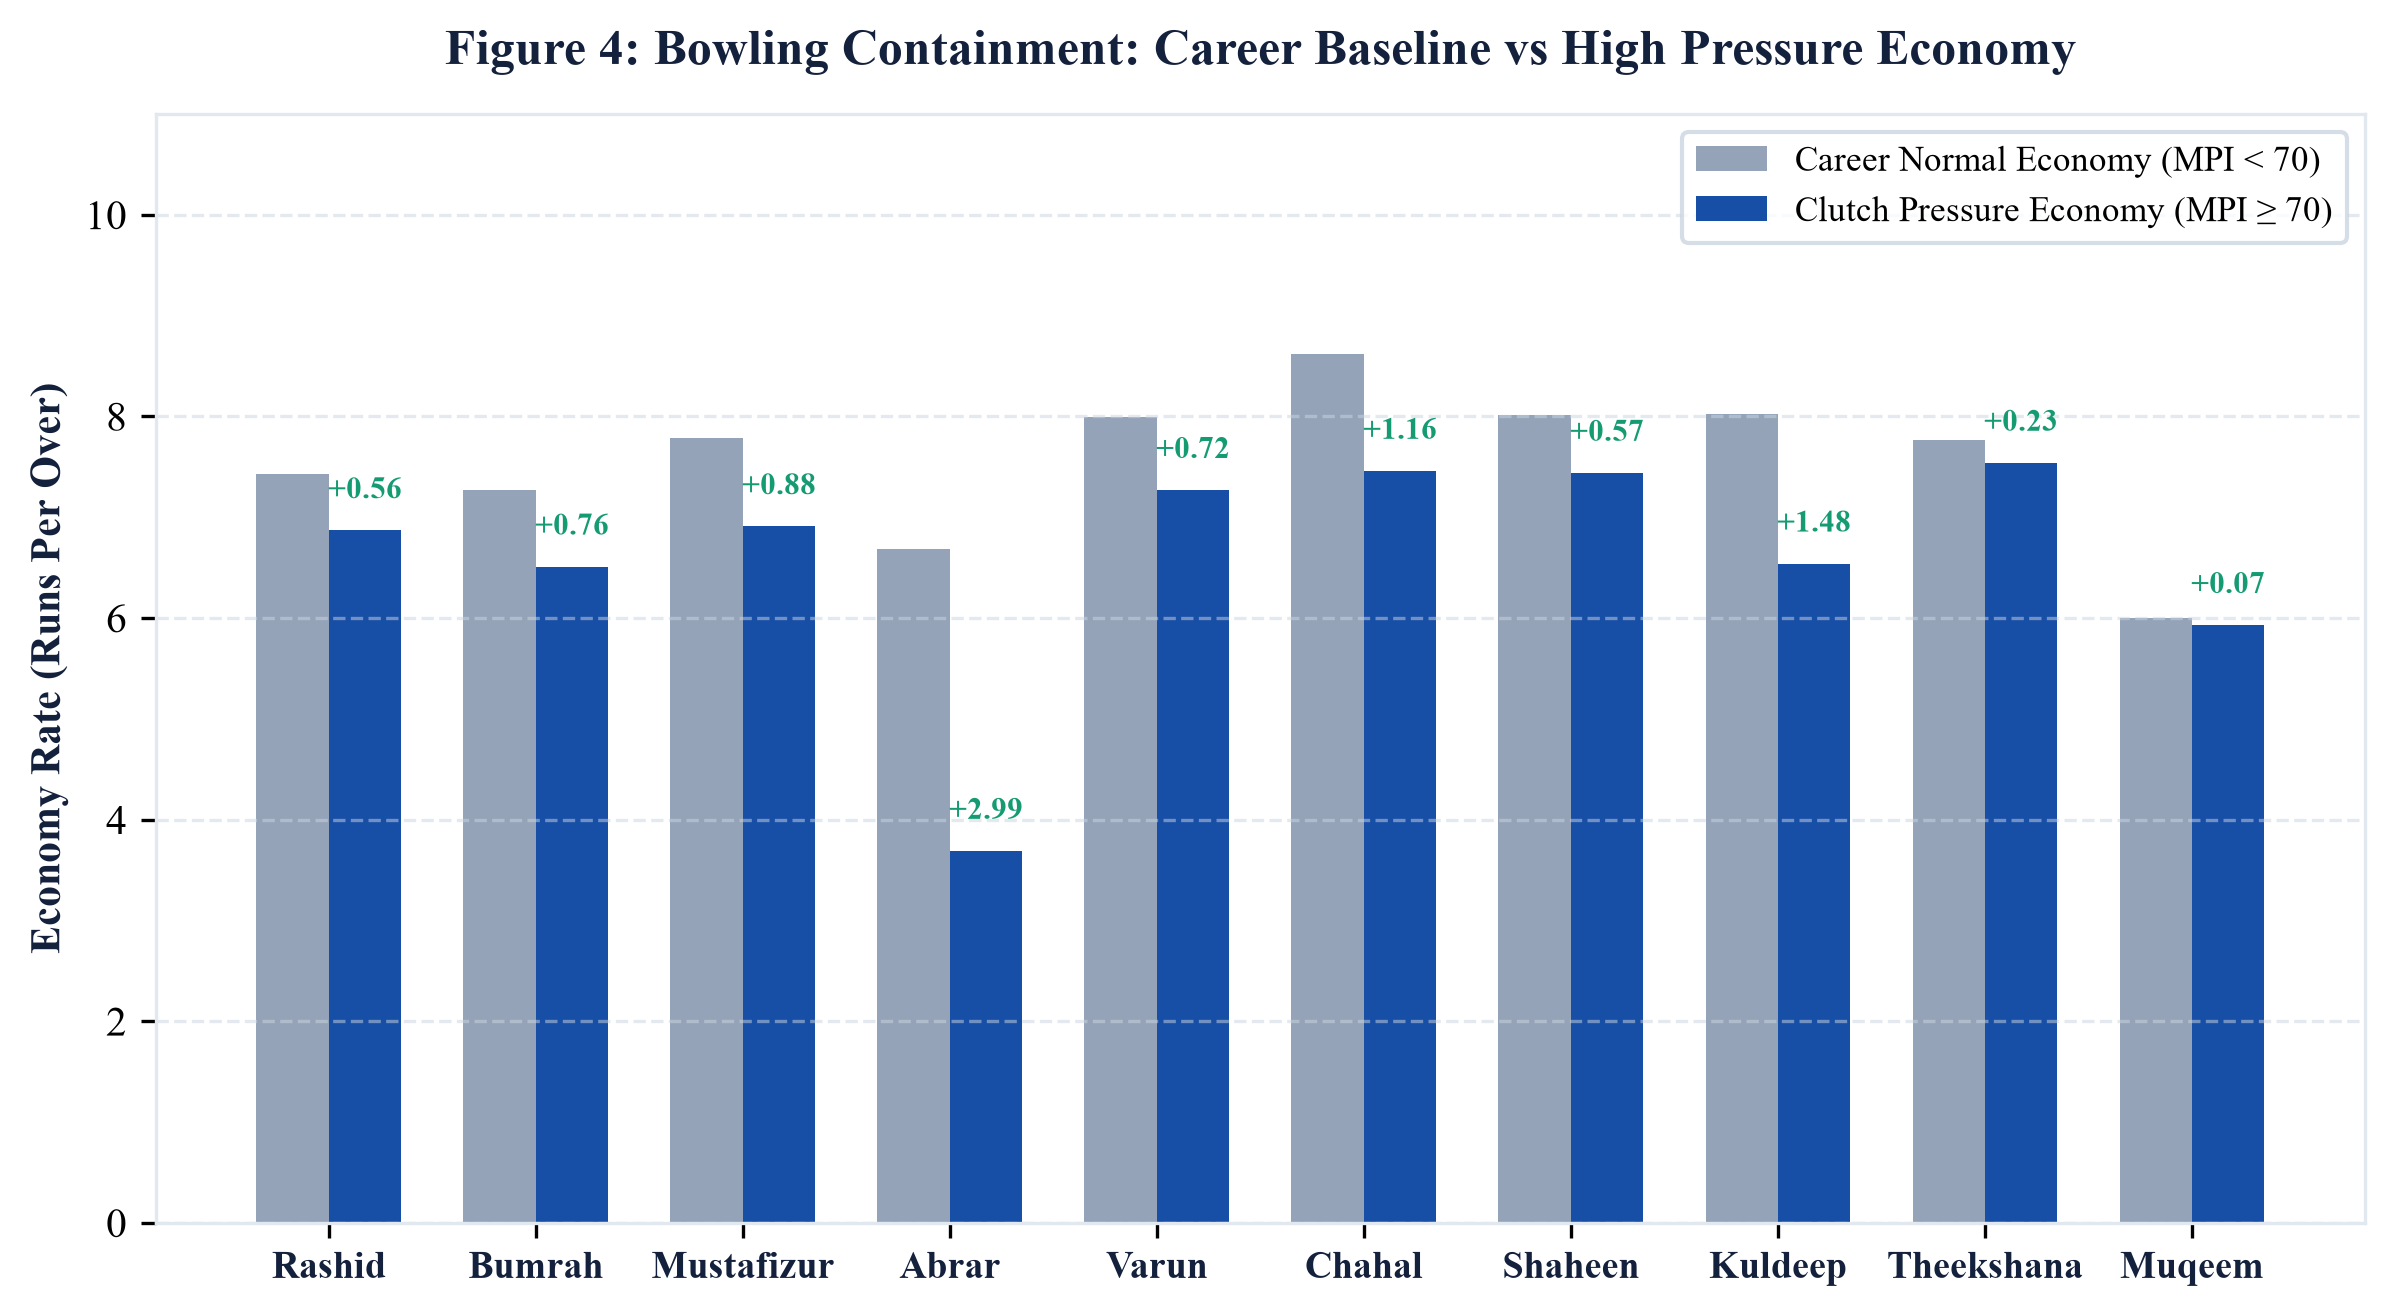 Figure 4: Bowling Containment: Career Baseline vs High Pressure Economy
Career Normal Economy (MPI < 70)
Clutch Pressure Economy (MPI ≥ 70)
Economy Rate (Runs Per Over)
10
8
6
4
2
0
+0.56
+0.76
+0.88
+2.99
+0.72
+1.16
+0.57
+1.48
+0.23
+0.07
Rashid
Bumrah
Mustafizur
Abrar
Varun
Chahal
Shaheen
Kuldeep
Theekshana
Muqeem